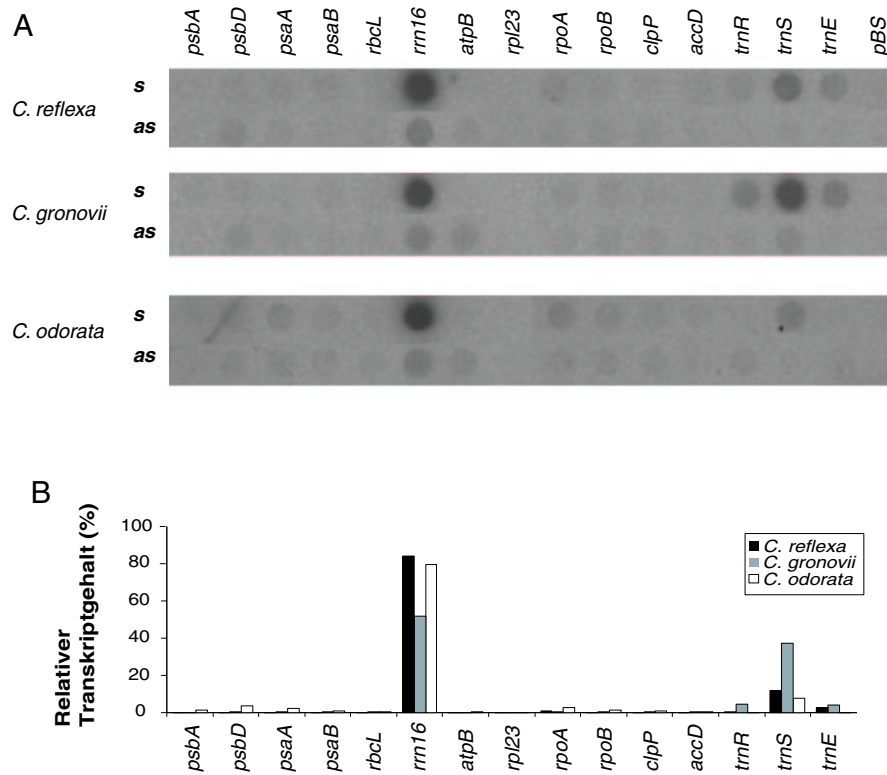 A
psbA psbD psaA psaB rbcL rrn16 atpB rpl23 rpoA rpoB clpP accD trnR trnS trnE pBS
C. reflexa
s
as
C. gronovii
s
as
C. odorata
s
as
B
Relativer
Transkriptgehalt (%)
100
80
60
40
20
0
C. reflexa
C. gronovii
C. odorata
psbA psbD psaA psaB rbcL rrn16 atpB rpl23 rpoA rpoB clpP accD trnR trnS trnE